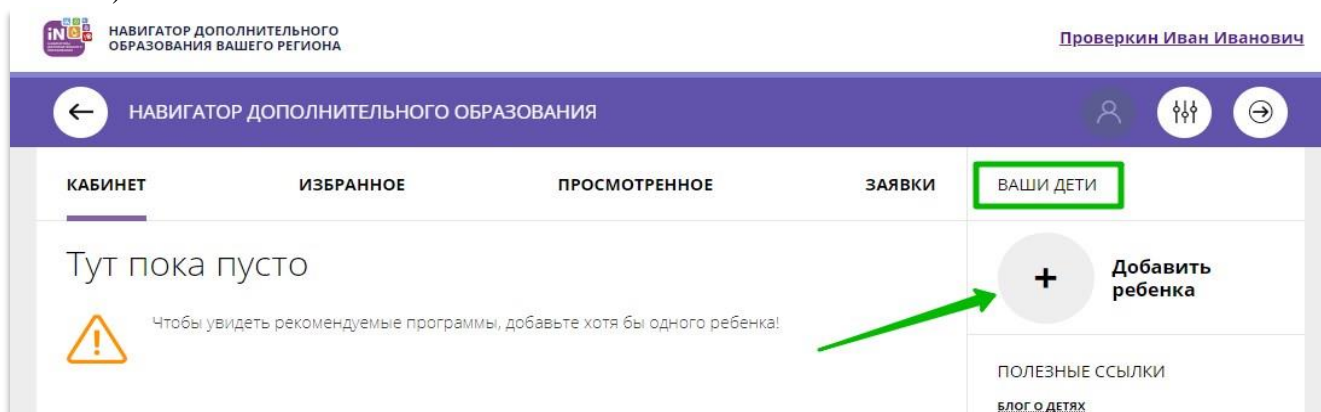 НАВИГАТОР ДОПОЛНИТЕЛЬНОГО
ОБРАЗОВАНИЯ ВАШЕГО РЕГИОНА
Проверкин Иван Иванович
НАВИГАТОР ДОПОЛНИТЕЛЬНОГО ОБРАЗОВАНИЯ
КАБИНЕТ ИЗБРАННОЕ ПРОСМОТРЕННОЕ ЗАЯВКИ ВАШИ ДЕТИ
Тут пока пусто
Чтобы увидеть рекомендуемые программы, добавьте хотя бы одного ребенка!
Добавить
ребенка
ПОЛЕЗНЫЕ ССЫЛКИ
БЛОГ О ДЕТЯХ